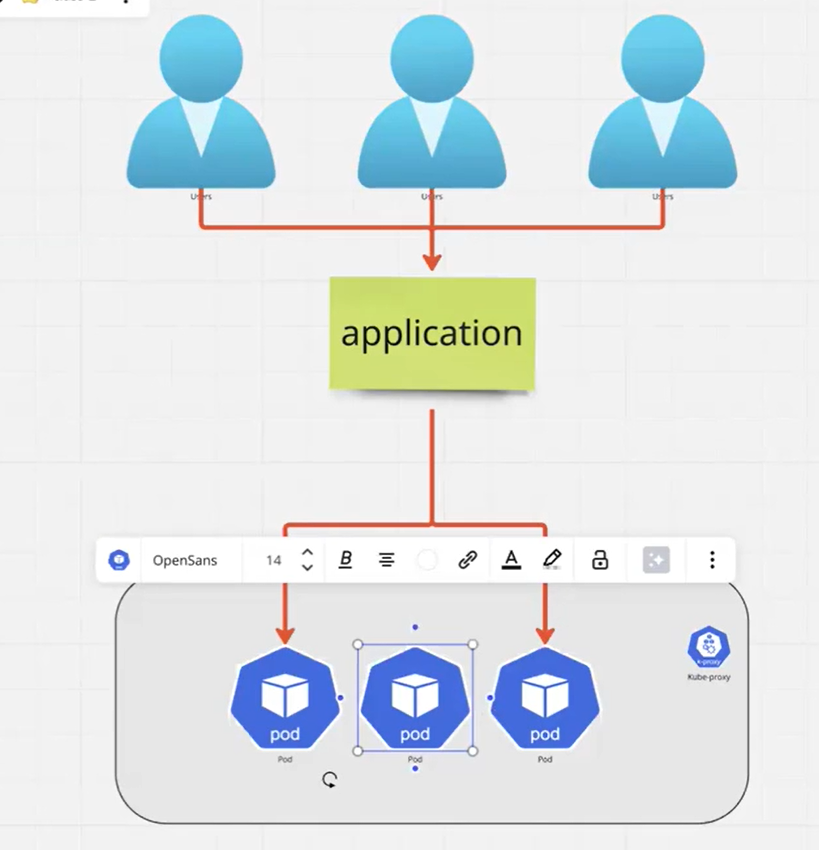 Users
Users
Users
application
OpenSans
14
B
A
pod
pod
pod
k-proxy
Kube-proxy
Pod
Pod
Pod